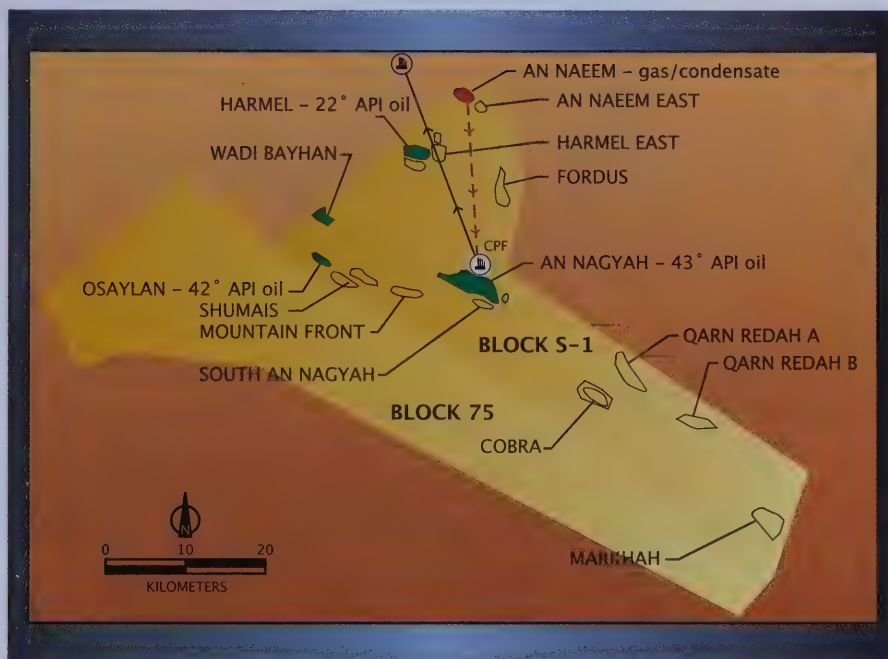 AN NAEEM – gas/condensate
HARMEL – 22° API oil
AN NAEEM EAST
WADI BAYHAN
HARMEL EAST
FORDUS
CPF
AN NAGYAH – 43° API oil
OSAYLAN – 42° API oil
SHUMAIS
MOUNTAIN FRONT
BLOCK S-1
QARN REDAH A
QARN REDAH B
SOUTH AN NAGYAH
BLOCK 75
COBRA
N
0 10 20
KILOMETERS